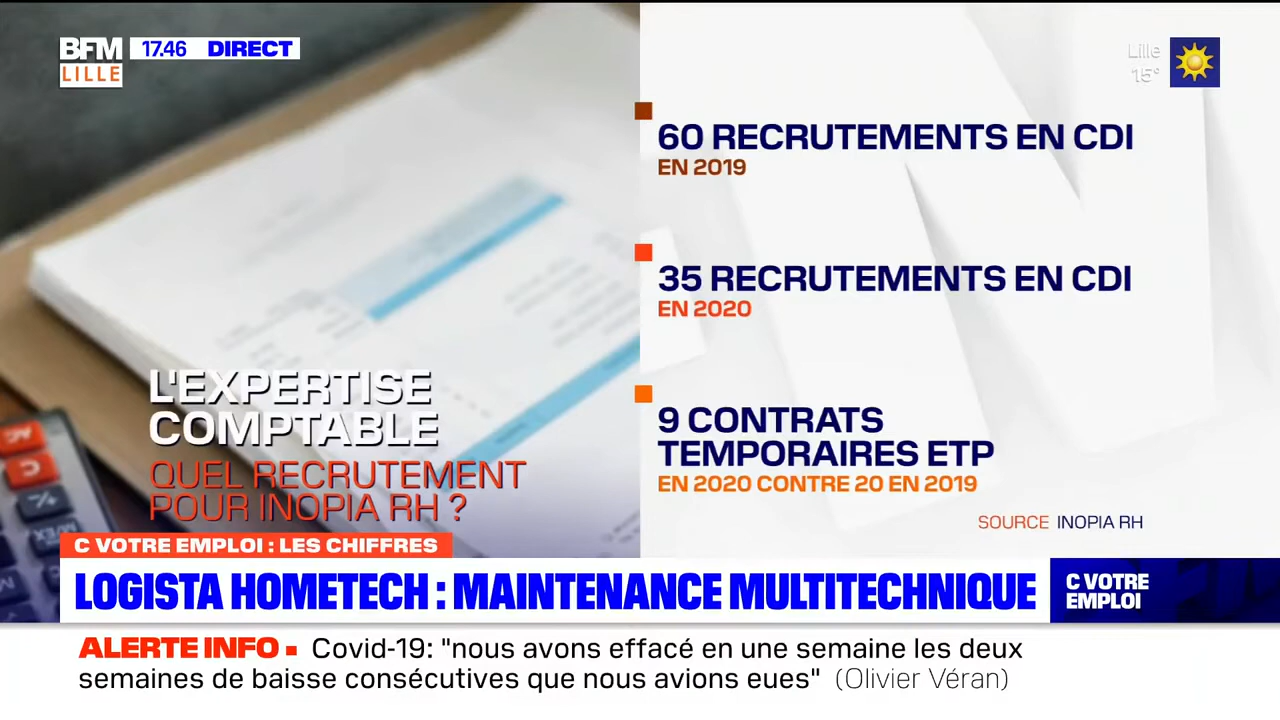 BFM
LILLE
17.46 DIRECT
Lille
15°
60 RECRUTEMENTS EN CDI
EN 2019
35 RECRUTEMENTS EN CDI
EN 2020
9 CONTRATS
TEMPORAIRES ETP
EN 2020 CONTRE 20 EN 2019
SOURCE INOPIA RH
L'EXPERTISE
COMPTABLE
QUEL RECRUTEMENT
POUR INOPIA RH ?
C VOTRE EMPLOI : LES CHIFFRES
LOGISTA HOMETECH : MAINTENANCE MULTITECHNIQUE
C VOTRE
EMPLOI
ALERTE INFO Covid-19: "nous avons effacé en une semaine les deux
semaines de baisse consécutives que nous avions eues" (Olivier Véran)